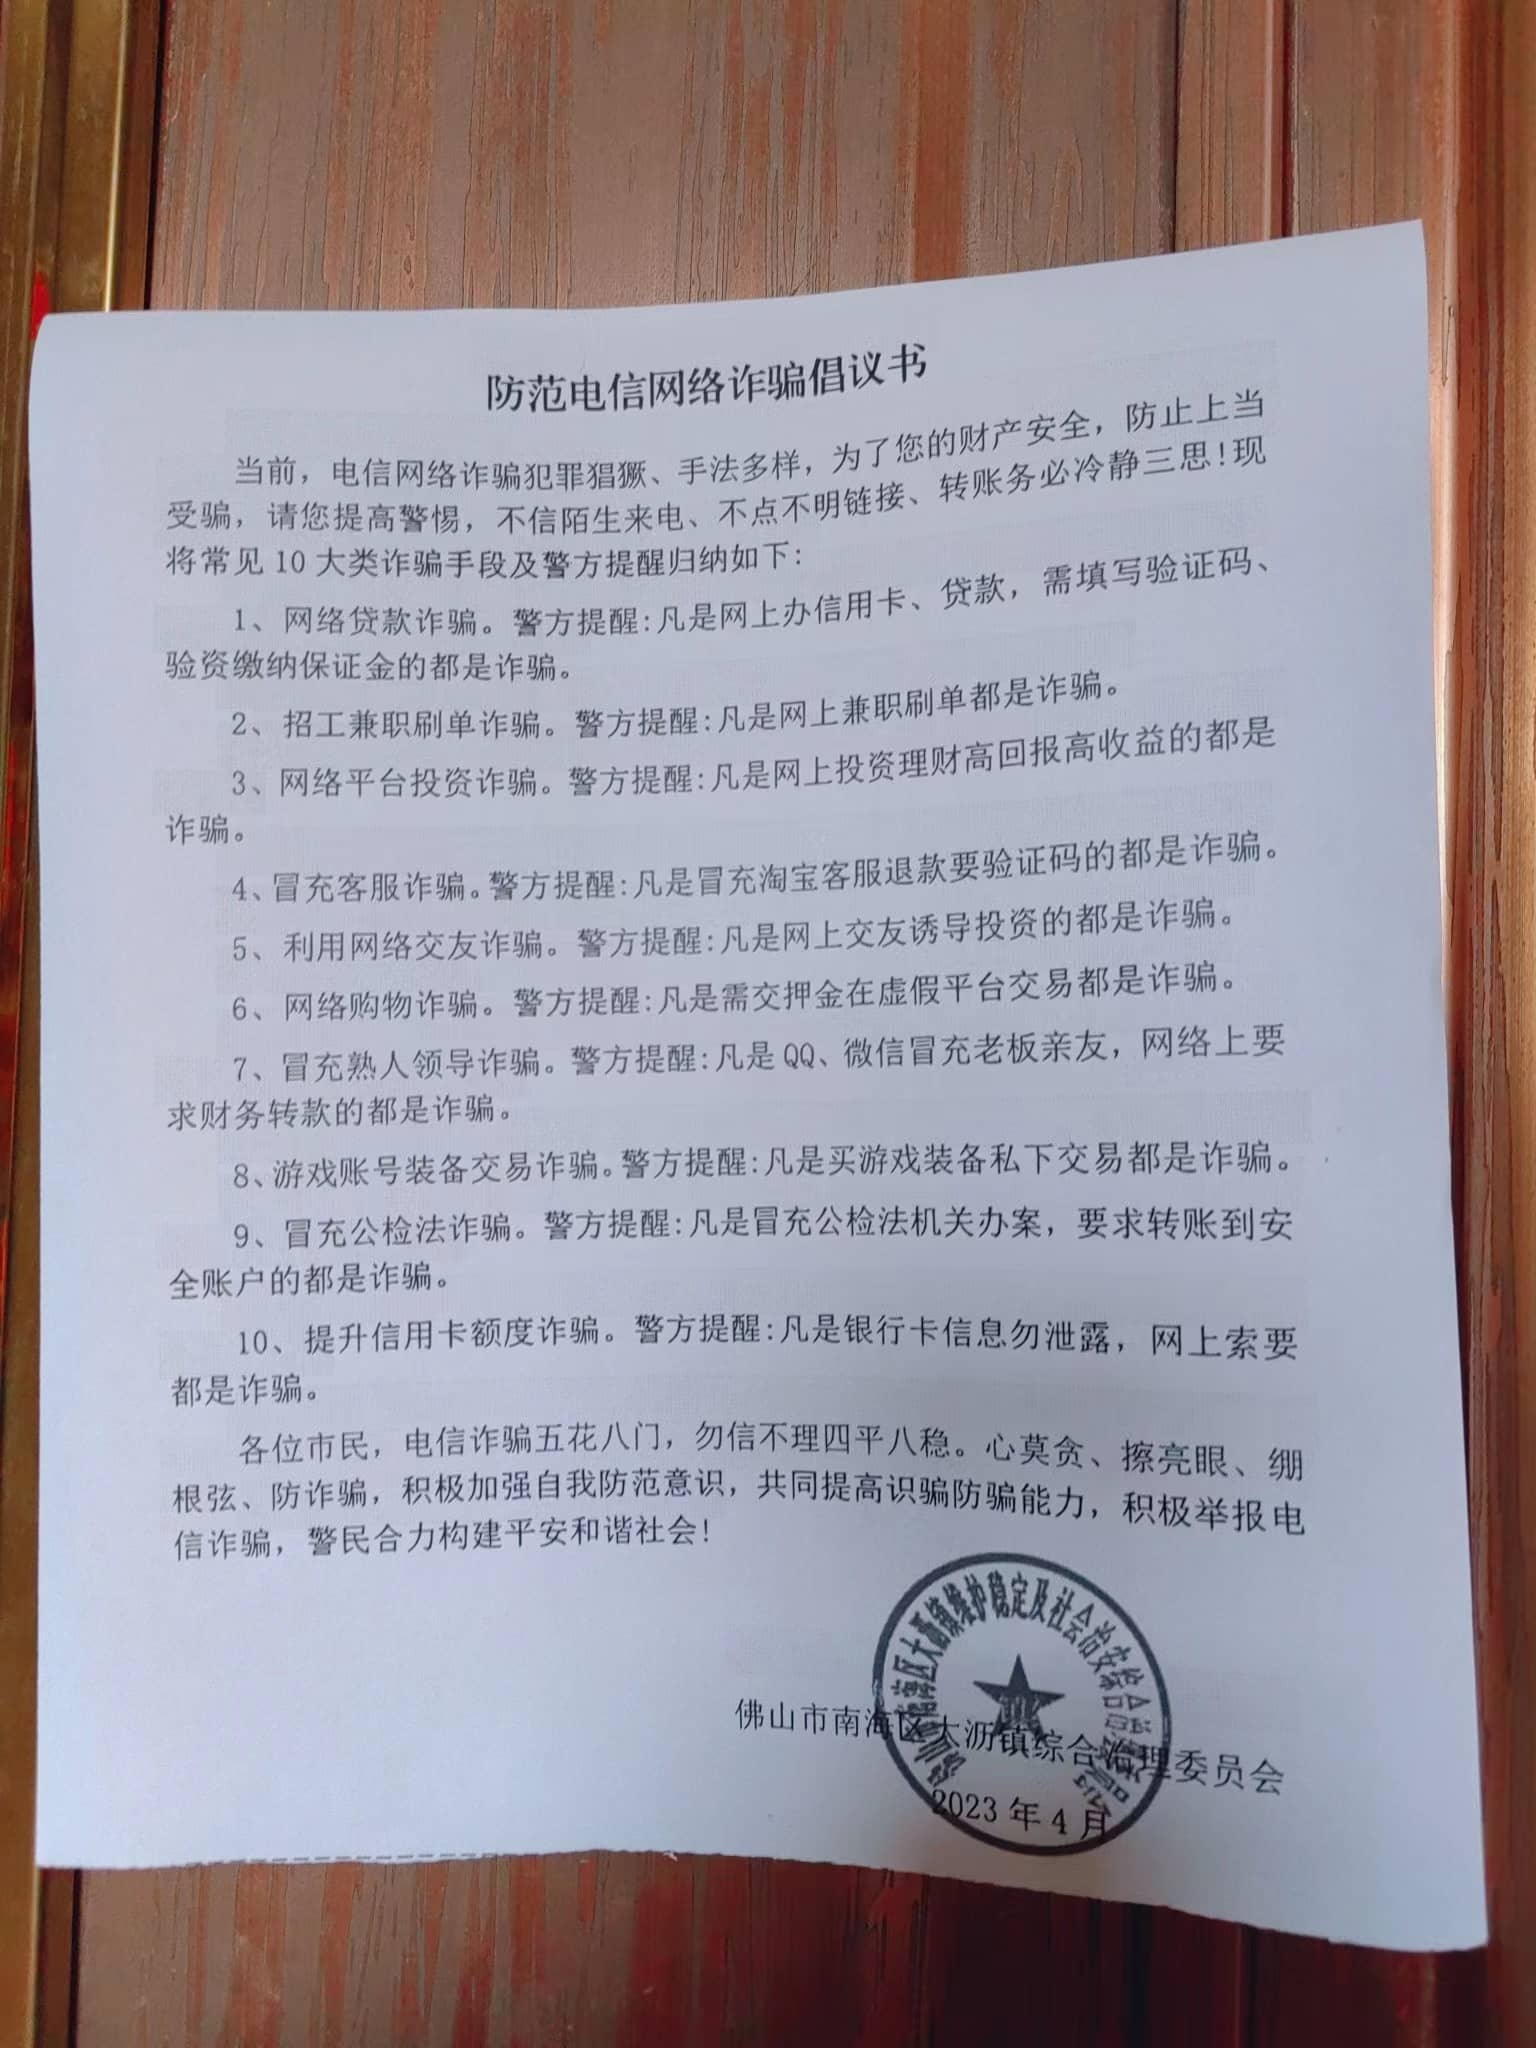 防范电信网络诈骗倡议书
当前，电信网络诈骗犯罪猖獗、手法多样，为了您的财产安全，防止上当
受骗，请您提高警惕，不信陌生来电、不点不明链接、转账务必冷静三思！现
将常见10大类诈骗手段及警方提醒归纳如下：
1、网络贷款诈骗。警方提醒：凡是网上办信用卡、贷款，需填写验证码、
验资缴纳保证金的都是诈骗。
2、招工兼职刷单诈骗。警方提醒：凡是网上兼职刷单都是诈骗。
3、网络平台投资诈骗。警方提醒：凡是网上投资理财高回报高收益的都是
诈骗。
4、冒充客服诈骗。警方提醒：凡是冒充淘宝客服退款要验证码的都是诈骗。
5、利用网络交友诈骗。警方提醒：凡是网上交友诱导投资的都是诈骗。
6、网络购物诈骗。警方提醒：凡是需交押金在虚假平台交易都是诈骗。
7、冒充熟人领导诈骗。警方提醒：凡是QQ、微信冒充老板亲友，网络上要
求财务转款的都是诈骗。
8、游戏账号装备交易诈骗。警方提醒：凡是买游戏装备私下交易都是诈骗。
9、冒充公检法诈骗。警方提醒：凡是冒充公检法机关办案，要求转账到安
全账户的都是诈骗。
10、提升信用卡额度诈骗。警方提醒：凡是银行卡信息勿泄露，网上索要
都是诈骗。
各位市民，电信诈骗五花八门，勿信不理四平八稳。心莫贪、擦亮眼、绷
根弦、防诈骗，积极加强自我防范意识，共同提高识骗防骗能力，积极举报电
信诈骗，警民合力构建平安和谐社会！
区大沥镇维护稳定及社会治安综合
佛山市南海区大沥镇综合治理委员会
2023年4月